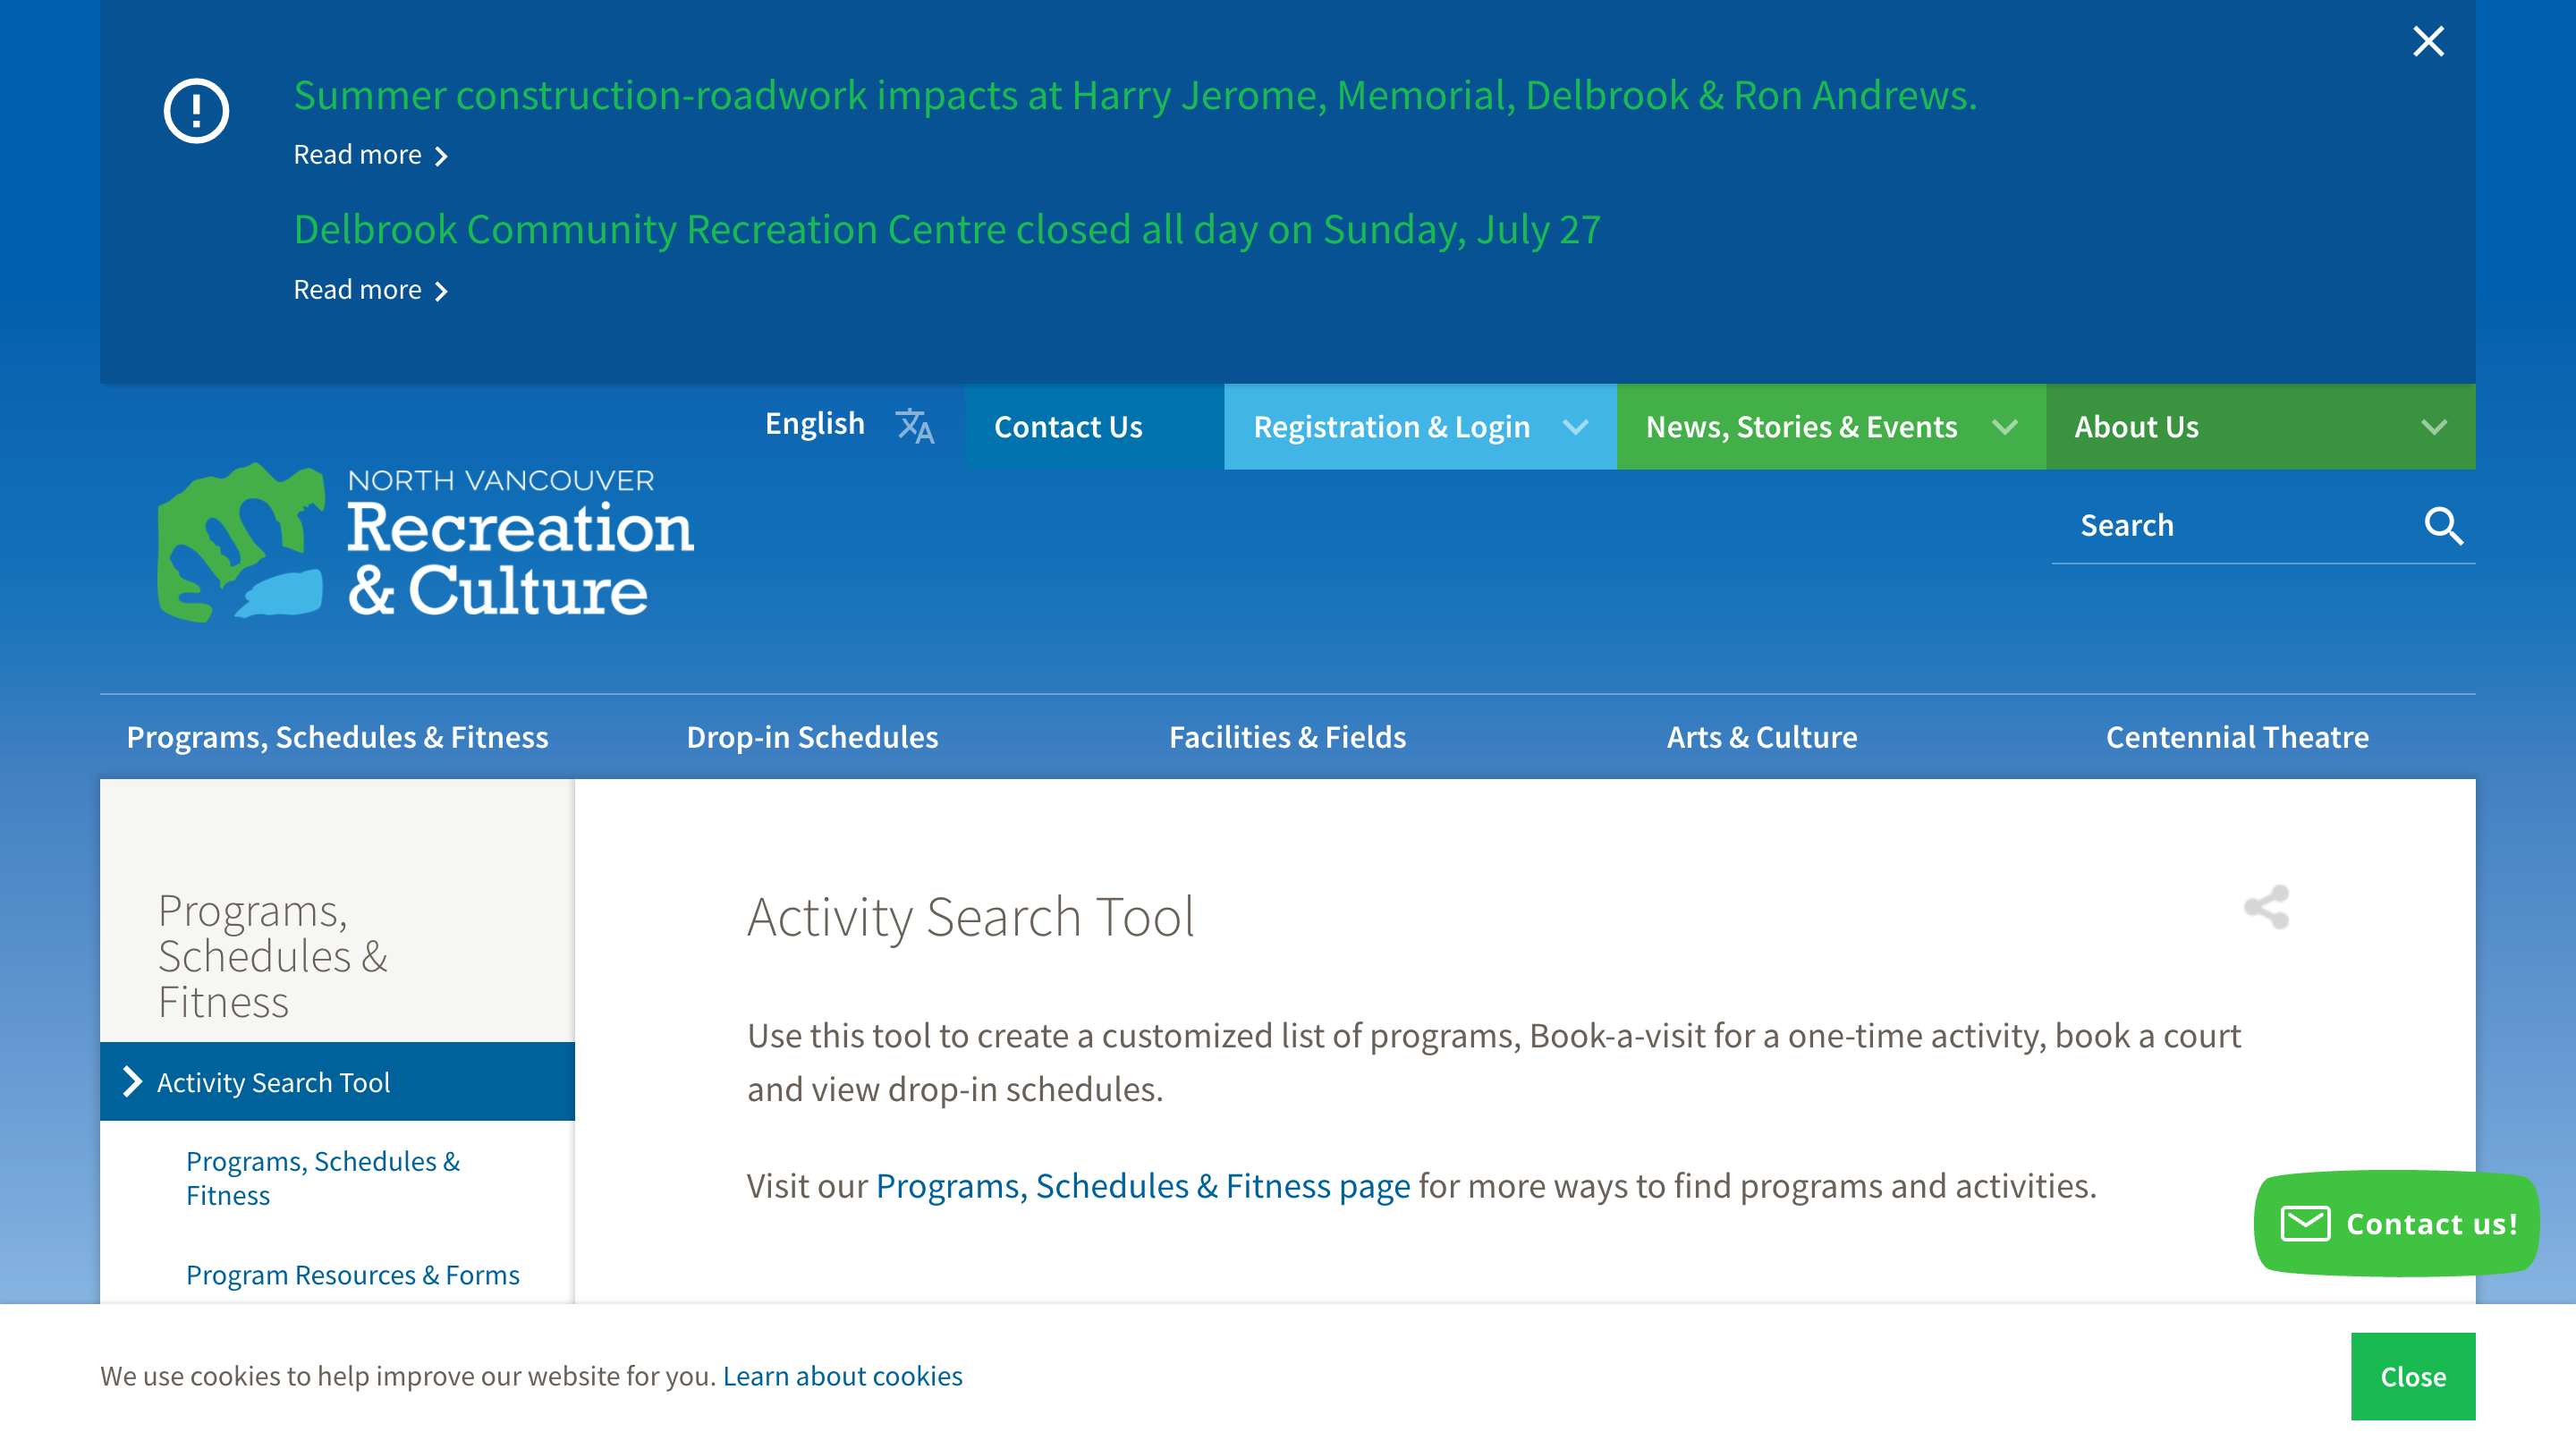 Summer construction-roadwork impacts at Harry Jerome, Memorial, Delbrook & Ron Andrews.
Read more
Delbrook Community Recreation Centre closed all day on Sunday, July 27
Read more
English
Contact Us
Registration & Login
News, Stories & Events
About Us
NORTH VANCOUVER
Recreation
& Culture
Search
Programs, Schedules & Fitness
Drop-in Schedules
Facilities & Fields
Arts & Culture
Centennial Theatre
Programs,
Schedules &
Fitness
Activity Search Tool
Programs, Schedules &
Fitness
Program Resources & Forms
Activity Search Tool
Use this tool to create a customized list of programs, Book-a-visit for a one-time activity, book a court
and view drop-in schedules.
Visit our Programs, Schedules & Fitness page for more ways to find programs and activities.
Contact us!
We use cookies to help improve our website for you. Learn about cookies
Close